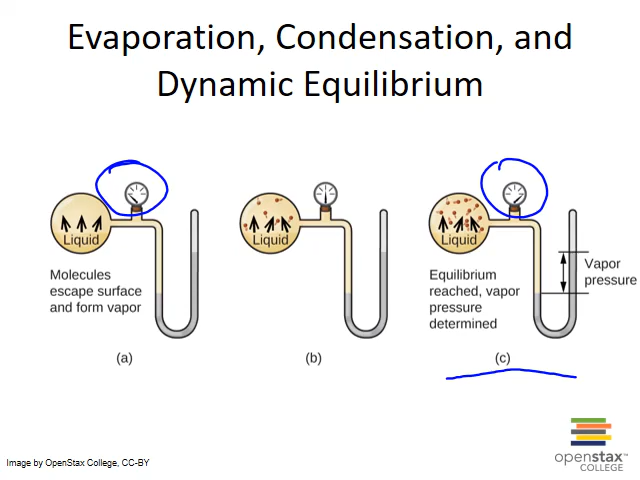 Evaporation, Condensation, and
Dynamic Equilibrium
Liquid
Molecules
escape surface
and form vapor
(a)
Liquid
(b)
Liquid
Equilibrium
reached, vapor
pressure
determined
(c)
Vapor
pressure
Image by OpenStax College, CC-BY
openstax™
COLLEGE